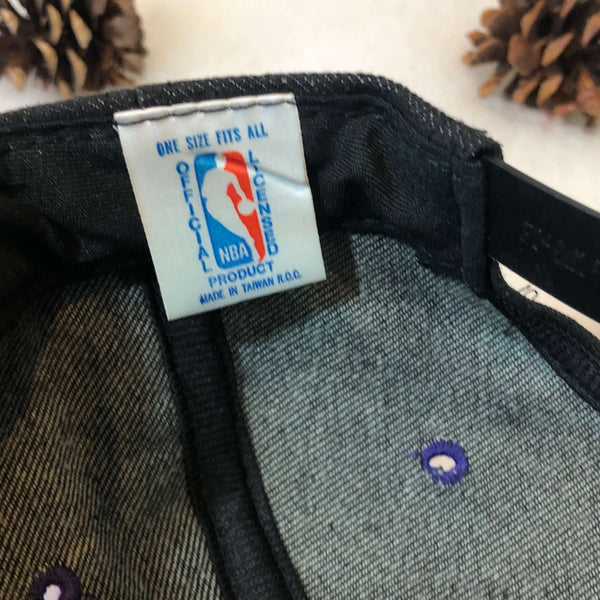 ONE SIZE FITS ALL
OFFICIAL
LICENSED
NBA
PRODUCT
MADE IN TAIWAN R.O.C.